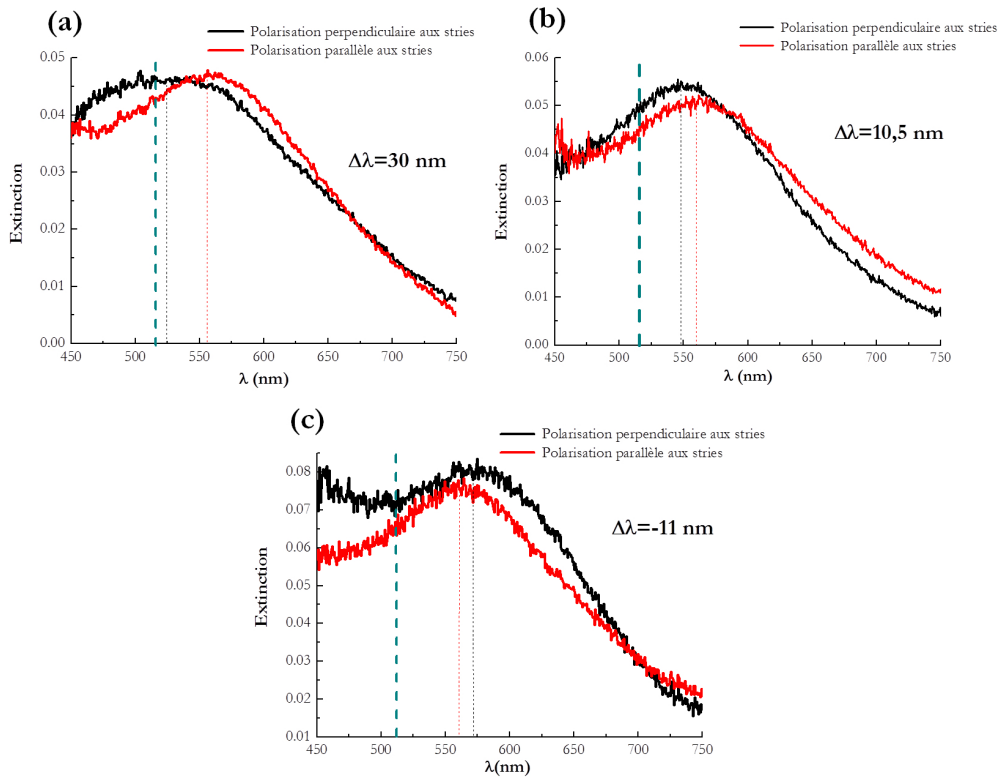 (a)
Polarisation perpendiculaire aux stries
Polarisation parallèle aux stries
0.05
0.04
0.03
0.02
0.01
0.00
Extinction
Δλ=30 nm
450 500 550 600 650 700 750
λ (nm)
(b)
Polarisation perpendiculaire aux stries
Polarisation parallèle aux stries
0.06
0.05
0.04
0.03
0.02
0.01
0.00
Extinction
Δλ=10,5 nm
450 500 550 600 650 700 750
λ (nm)
(c)
Polarisation perpendiculaire aux stries
Polarisation parallèle aux stries
0.08
0.07
0.06
0.05
0.04
0.03
0.02
0.01
Extinction
Δλ=-11 nm
450 500 550 600 650 700 750
λ(nm)